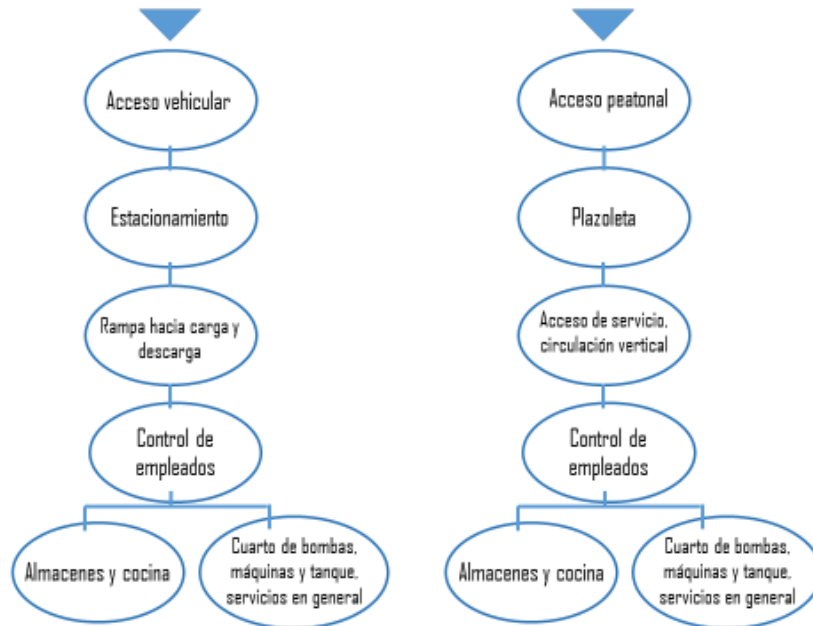 Acceso vehicular
Estacionamiento
Rampa hacia carga y
descarga
Control de
empleados
Almacenes y cocina
Cuarto de bombas,
máquinas y tanque,
servicios en general
Acceso peatonal
Plazoleta
Acceso de servicio,
circulación vertical
Control de
empleados
Almacenes y cocina
Cuarto de bombas,
máquinas y tanque,
servicios en general